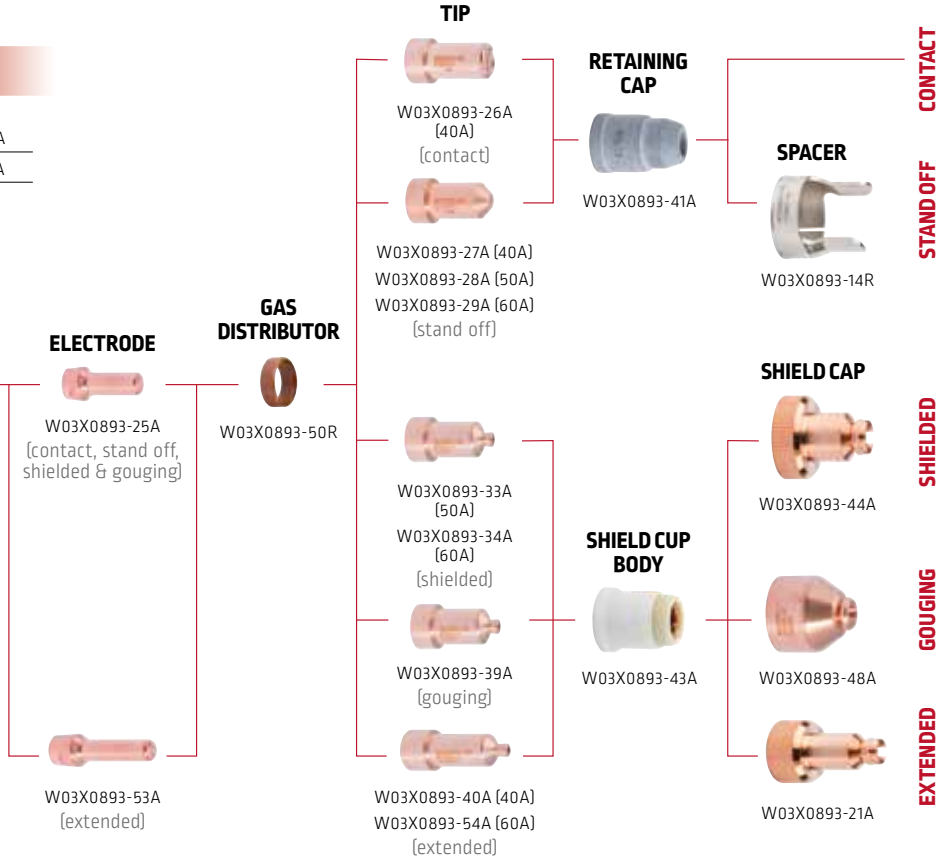 TIP
W03X0893-26A
(40A)
(contact)
W03X0893-27A (40A)
W03X0893-28A (50A)
W03X0893-29A (60A)
(stand off)
RETAINING
CAP
W03X0893-41A
CONTACT
SPACER
W03X0893-14R
STAND OFF
A
A
ELECTRODE
W03X0893-25A
(contact, stand off,
shielded & gouging)
W03X0893-53A
(extended)
GAS
DISTRIBUTOR
W03X0893-50R
W03X0893-33A
(50A)
W03X0893-34A
(60A)
(shielded)
W03X0893-39A
(gouging)
W03X0893-40A (40A)
W03X0893-54A (60A)
(extended)
SHIELD CUP
BODY
W03X0893-43A
SHIELD CAP
W03X0893-44A
SHIELDED
W03X0893-48A
GOUGING
W03X0893-21A
EXTENDED